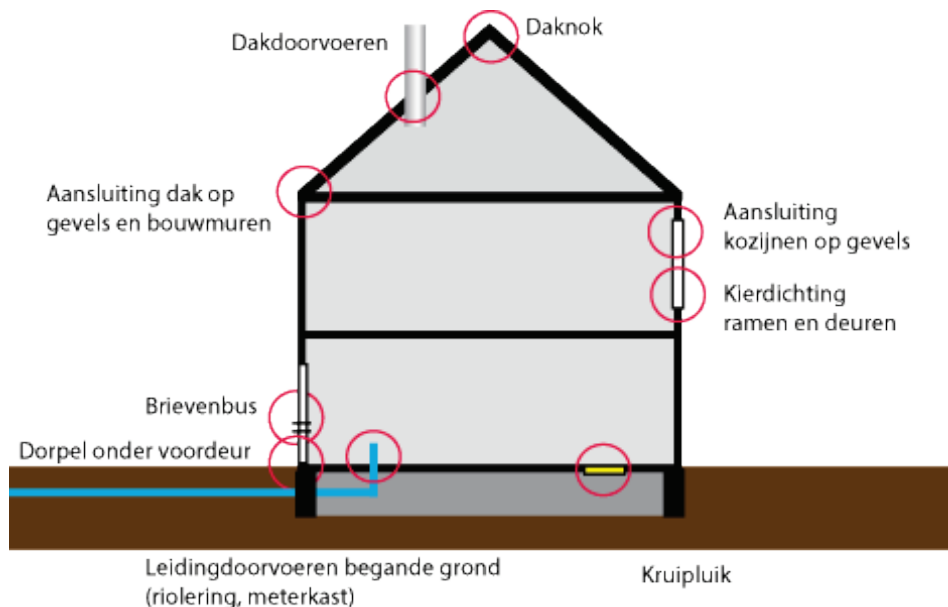 Dakdoorvoeren
Daknok
Aansluiting dak op
gevels en bouwmuren
Aansluiting
kozijnen op gevels
Kierdichting
ramen en deuren
Brievenbus
Dorpel onder voordeur
Leidingdoorvoeren begande grond
(riolering, meterkast)
Kruipluik